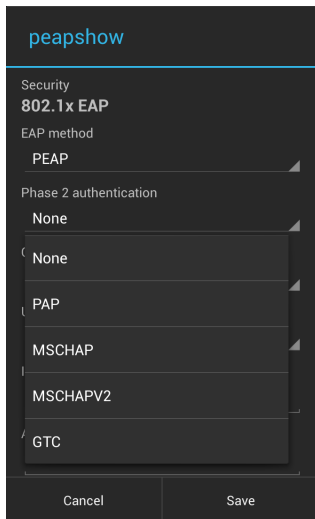 peapshow
Security
802.1x EAP
EAP method
PEAP
Phase 2 authentication
None
None
PAP
MSCHAP
MSCHAPV2
GTC
Cancel Save